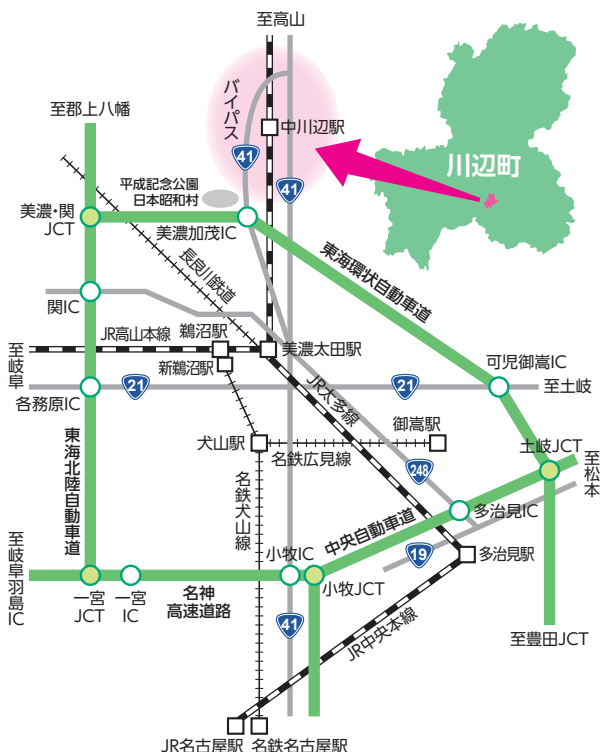 至高山
バイパス
至郡上八幡
中川辺駅
川辺町
41
41
平成記念公園
日本昭和村
美濃・関
JCT
美濃加茂IC
東海環状自動車道
長良川鉄道
関IC
JR高山本線
鵜沼駅
新鵜沼駅
美濃太田駅
至岐阜
可児御嵩IC
21
21
至土岐
各務原IC
JR太多線
御嵩駅
犬山駅
名鉄広見線
土岐JCT
至松本
東海北陸自動車道
名鉄犬山線
248
多治見IC
中央自動車道
19
多治見駅
小牧IC
小牧JCT
至岐阜羽島IC
一宮
JCT
一宮
IC
名神
高速道路
41
JR中央本線
至豊田JCT
JR名古屋駅
名鉄名古屋駅